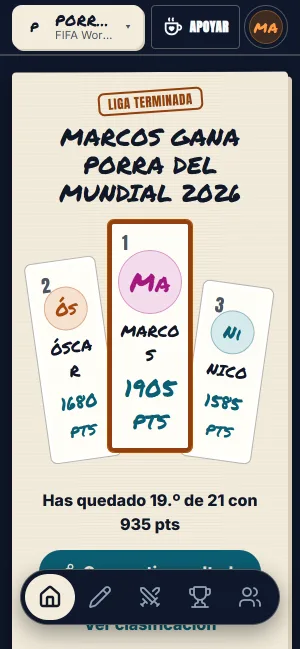 P
PORR...
FIFA Wor...
APOYAR
MA
LIGA TERMINADA
MARCOS GANA
PORRA DEL
MUNDIAL 2026
1
MA
MARCO
S
1905
PTS
2
ÓS
ÓSCA
R
1680
PTS
3
NI
NICO
1585
PTS
Has quedado 19.º de 21 con
935 pts
Ver clasificación